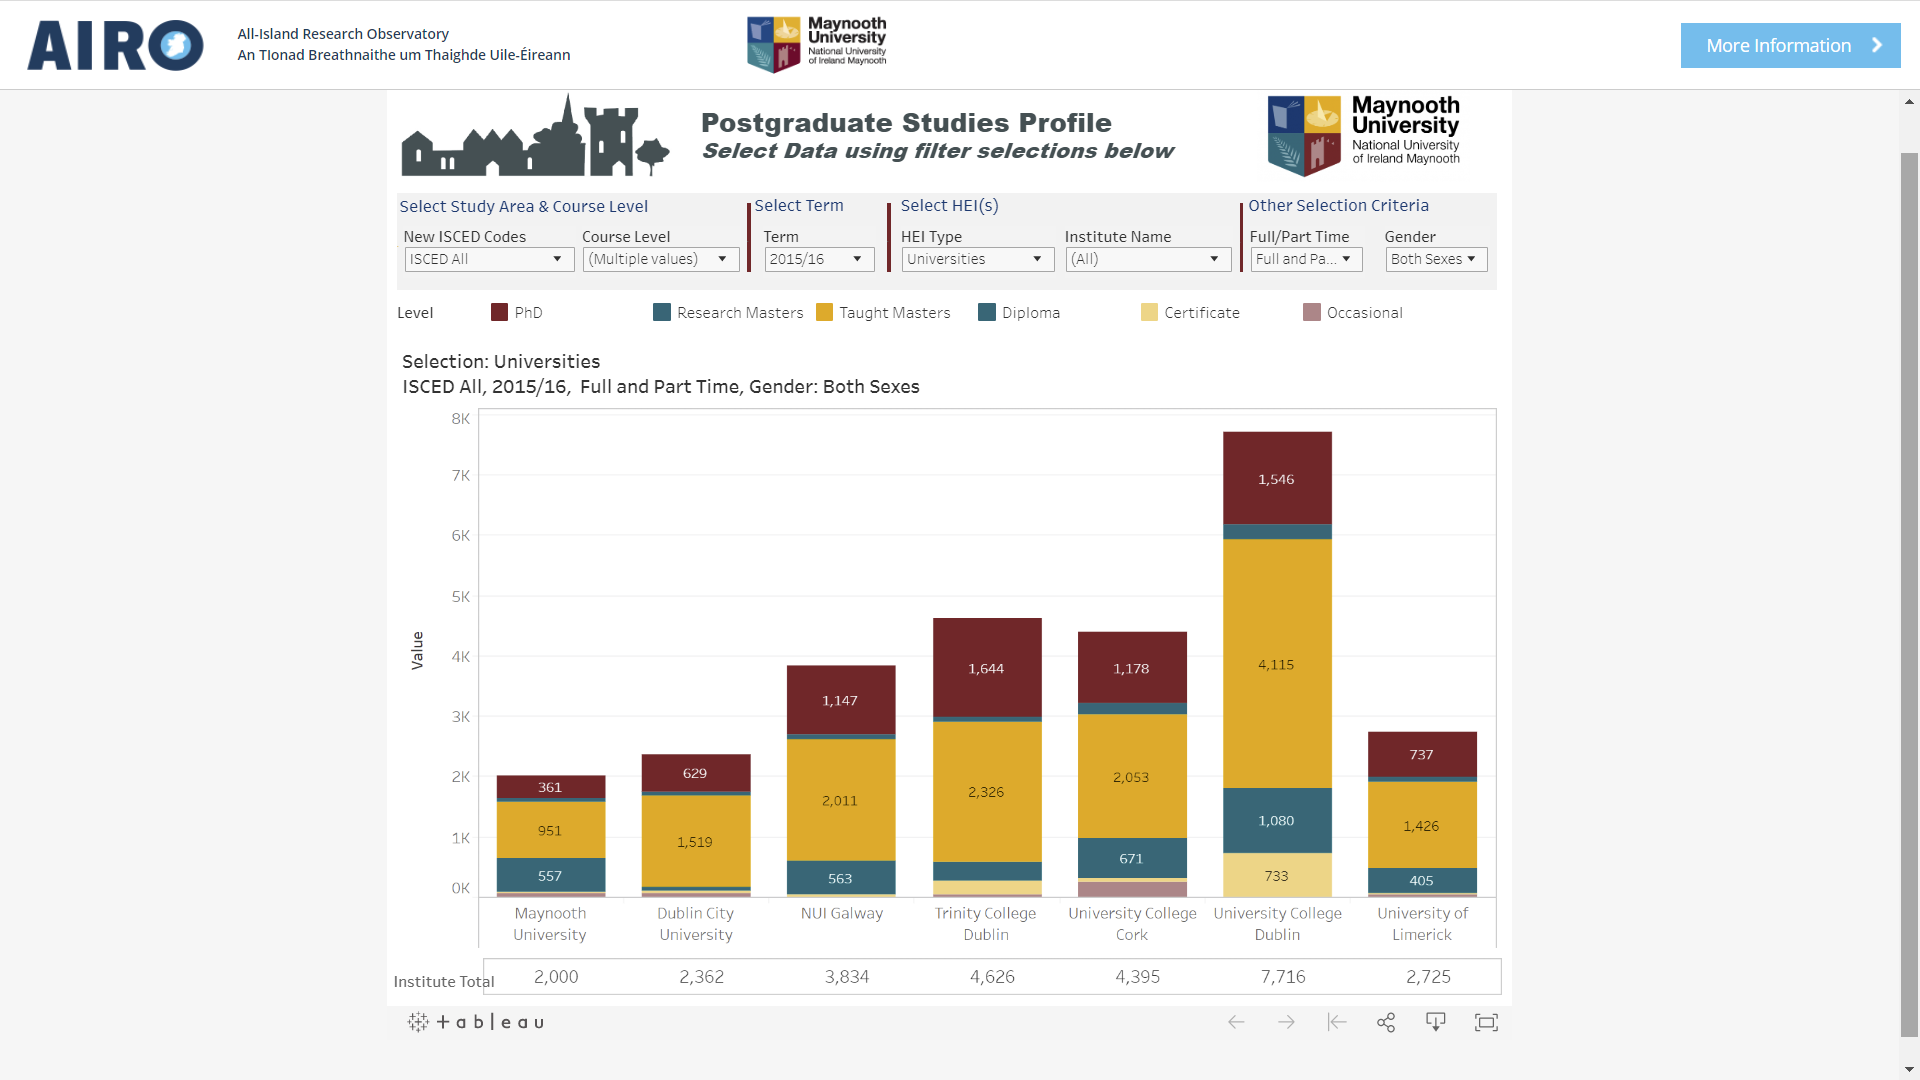 AIRO
All-Island Research Observatory
An TIonad Breathnaithe um Thaighde Uile-Éireann
Maynooth
University
National University
of Ireland Maynooth
More Information
Postgraduate Studies Profile
Select Data using filter selections below
Maynooth
University
National University
of Ireland Maynooth
Select Study Area & Course Level
Select Term
Select HEI(s)
Other Selection Criteria
New ISCED Codes
Course Level
Term
HEI Type
Institute Name
Full/Part Time
Gender
ISCED All
(Multiple values)
2015/16
Universities
(All)
Full and Pa...
Both Sexes
Level
PhD
Research Masters
Taught Masters
Diploma
Certificate
Occasional
Selection: Universities
ISCED All, 2015/16, Full and Part Time, Gender: Both Sexes
Value
8K
7K
6K
5K
4K
3K
2K
1K
0K
361
951
557
629
1,519
1,147
2,011
563
1,644
2,326
1,178
2,053
671
1,546
4,115
1,080
733
737
1,426
405
Maynooth
University
Dublin City
University
NUI Galway
Trinity College
Dublin
University College
Cork
University College
Dublin
University of
Limerick
Institute Total
2,000
2,362
3,834
4,626
4,395
7,716
2,725
+ableau